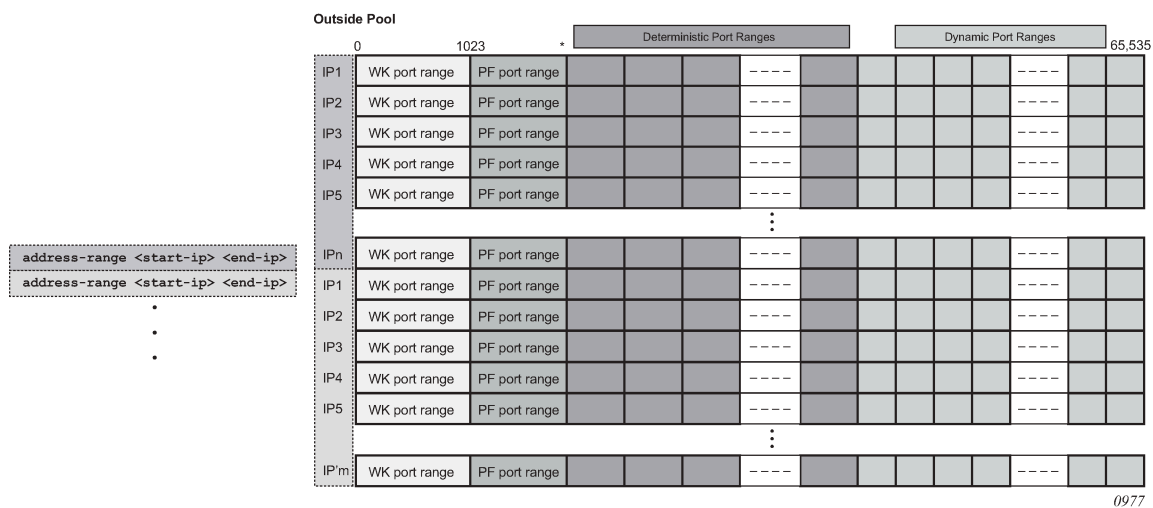 Outside Pool
Deterministic Port Ranges
Dynamic Port Ranges
0 1023 * 65,535
IP1 WK port range PF port range
IP2 WK port range PF port range
IP3 WK port range PF port range
IP4 WK port range PF port range
IP5 WK port range PF port range
IPn WK port range PF port range
address-range <start-ip> <end-ip>
address-range <start-ip> <end-ip>
IP1 WK port range PF port range
IP2 WK port range PF port range
IP3 WK port range PF port range
IP4 WK port range PF port range
IP5 WK port range PF port range
IP'm WK port range PF port range
0977